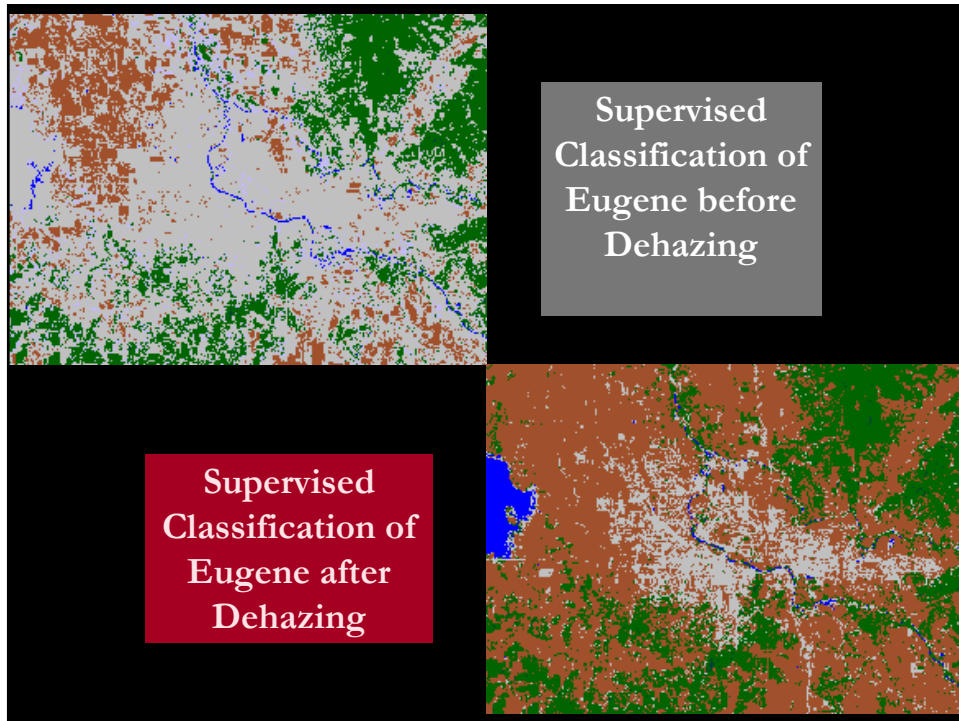 Supervised
Classification of
Eugene before
Dehazing
Supervised
Classification of
Eugene after
Dehazing